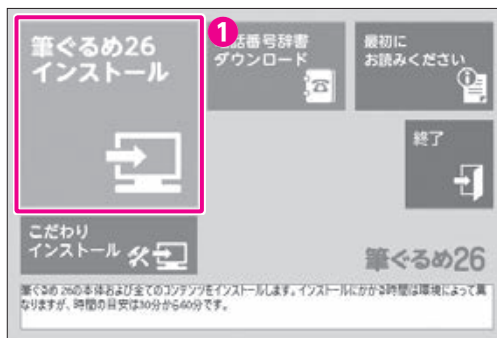 筆ぐるめ26
インストール
1
話番号辞書
ダウンロード
最初に
お読みください
終了
こだわり
インストール
筆ぐるめ26
筆ぐるめ 26の本体および全てのコンテンツをインストールします。インストールにかかる時間は環境によって異
なりますが、時間の目安は30分から60分です。